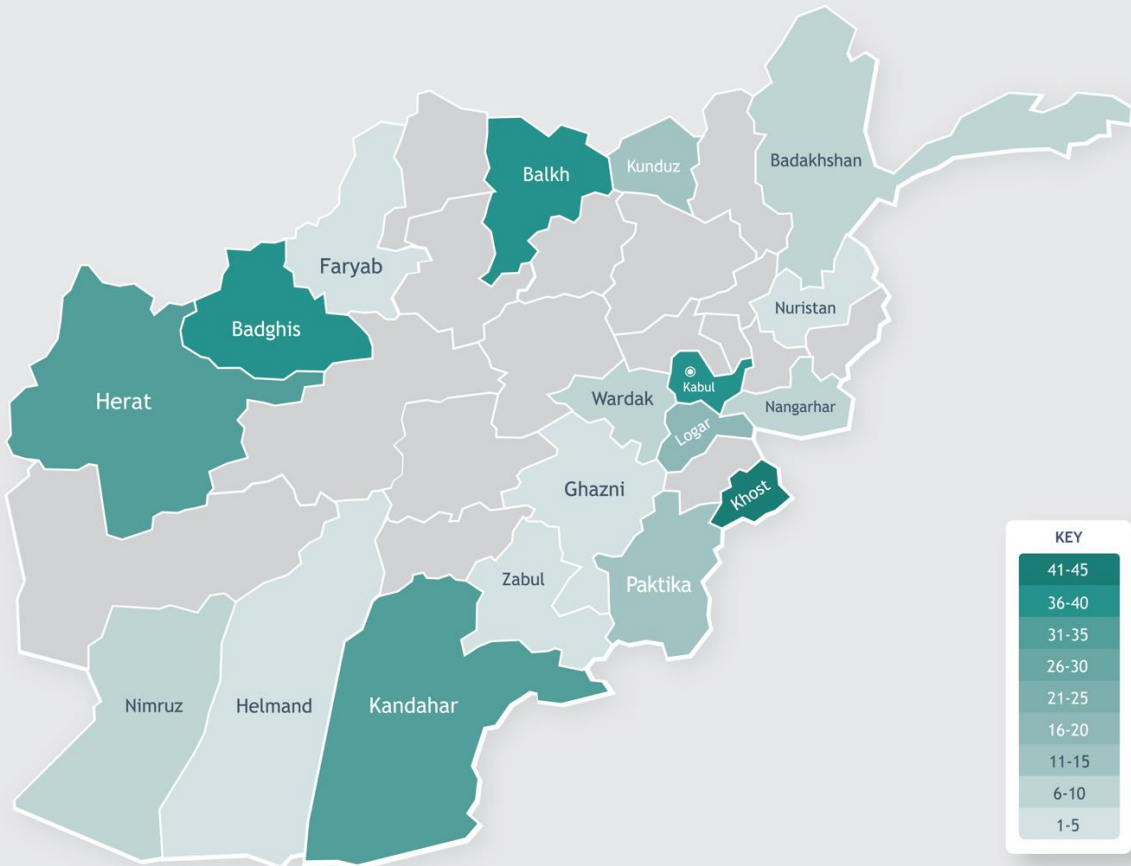 Badakhshan
Balkh
Kunduz
Faryab
Nuristan
Badghis
Kabul
Herat
Wardak
Nangarhar
Logar
Ghazni
Khost
Zabul
Paktika
Nimruz
Helmand
Kandahar
KEY
41-45
36-40
31-35
26-30
21-25
16-20
11-15
6-10
1-5